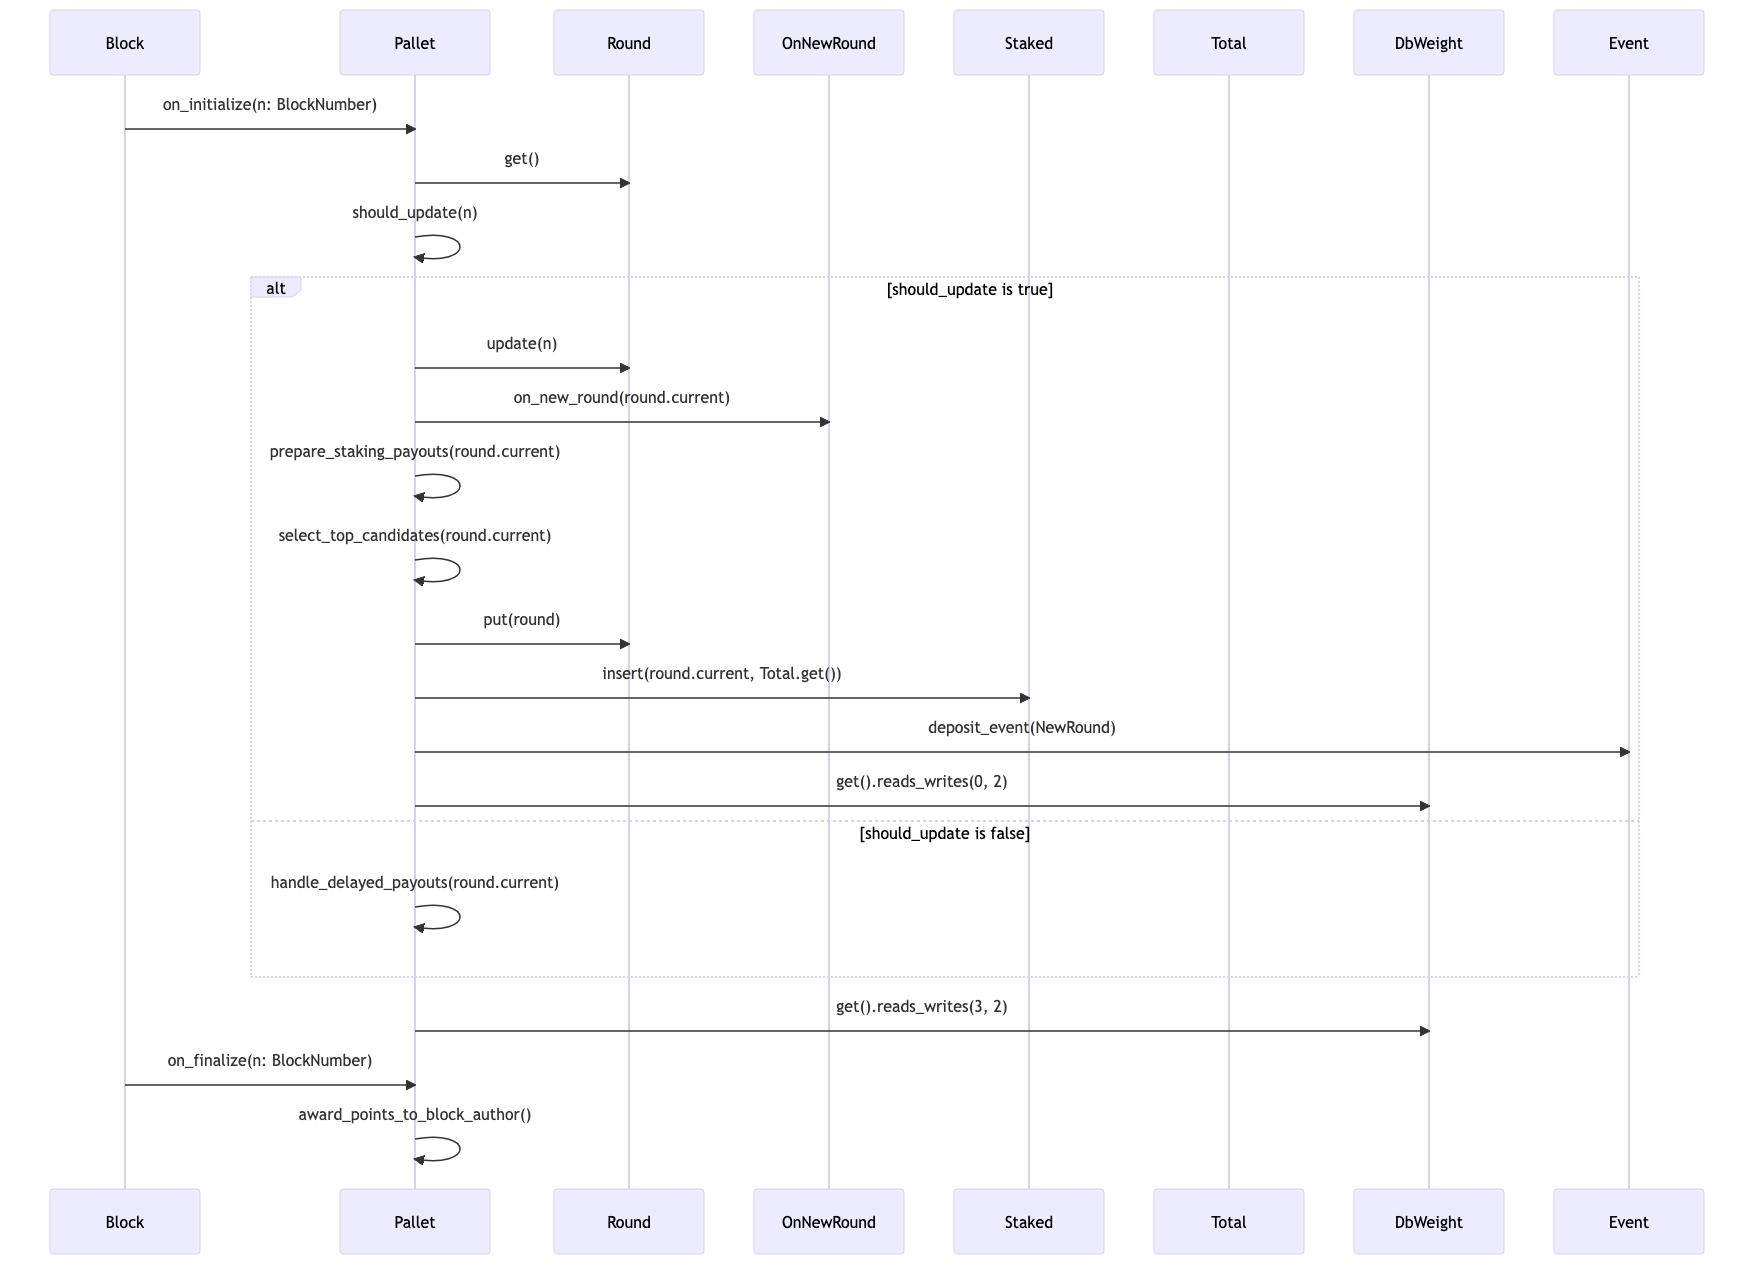 Block
Pallet
Round
OnNewRound
Staked
Total
DbWeight
Event
on_initialize(n: BlockNumber)
get()
should_update(n)
alt
[should_update is true]
update(n)
on_new_round(round.current)
prepare_staking_payouts(round.current)
select_top_candidates(round.current)
put(round)
insert(round.current, Total.get())
deposit_event(NewRound)
get().reads_writes(0, 2)
[should_update is false]
handle_delayed_payouts(round.current)
get().reads_writes(3, 2)
on_finalize(n: BlockNumber)
award_points_to_block_author()
Block
Pallet
Round
OnNewRound
Staked
Total
DbWeight
Event